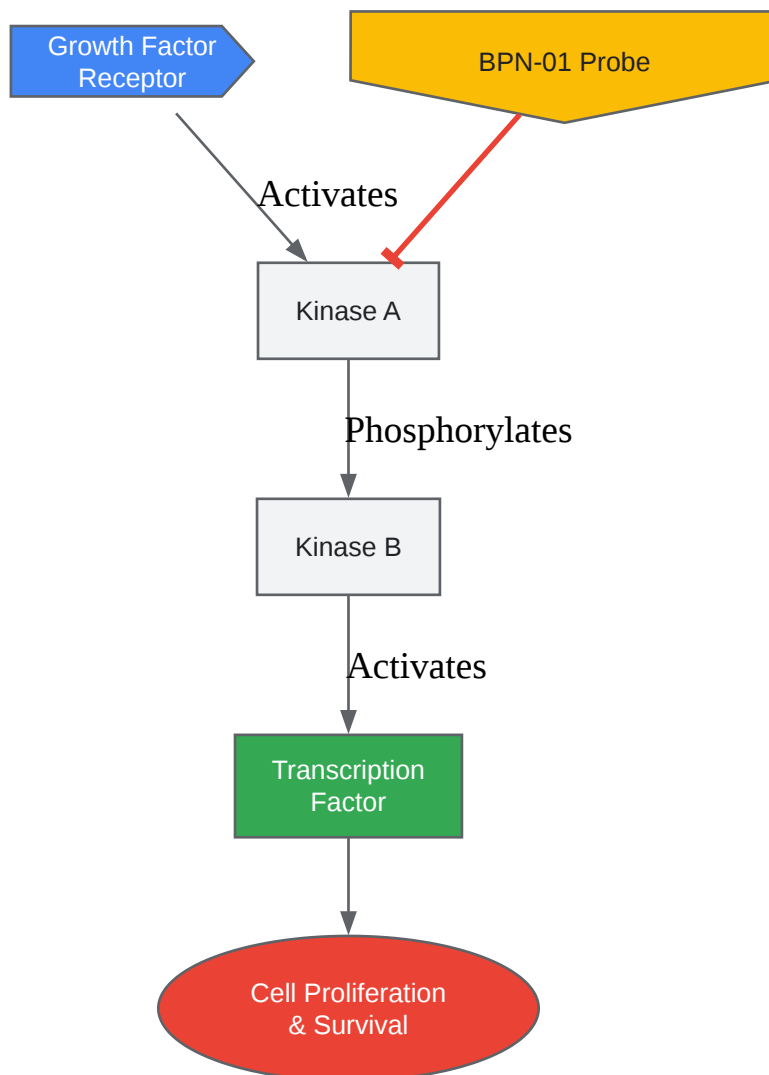 Growth Factor
Receptor
BPN-01 Probe
Activates
Kinase A
Phosphorylates
Kinase B
Activates
Transcription
Factor
Cell Proliferation
& Survival